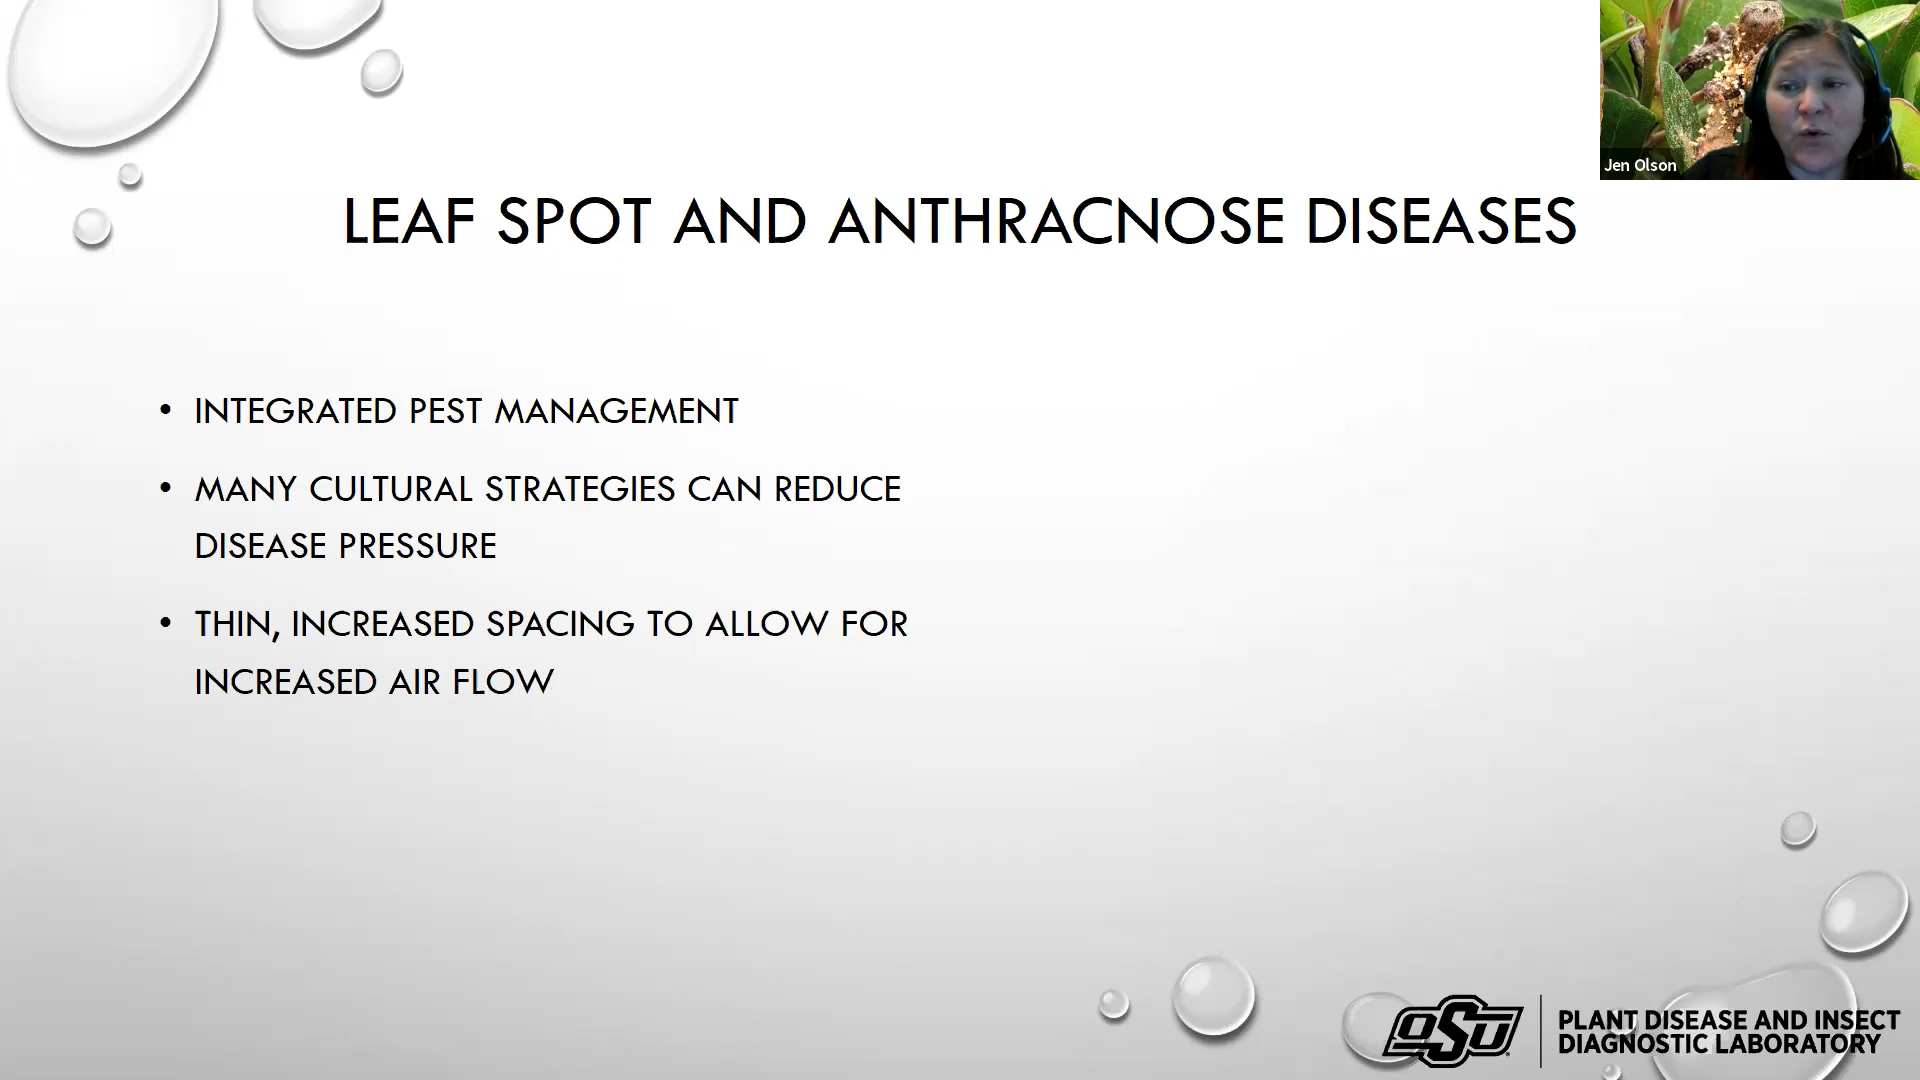 Jen Olson
LEAF SPOT AND ANTHRACNOSE DISEASES
• INTEGRATED PEST MANAGEMENT
• MANY CULTURAL STRATEGIES CAN REDUCE
DISEASE PRESSURE
• THIN, INCREASED SPACING TO ALLOW FOR
INCREASED AIR FLOW
OSU
PLANT DISEASE AND INSECT
DIAGNOSTIC LABORATORY